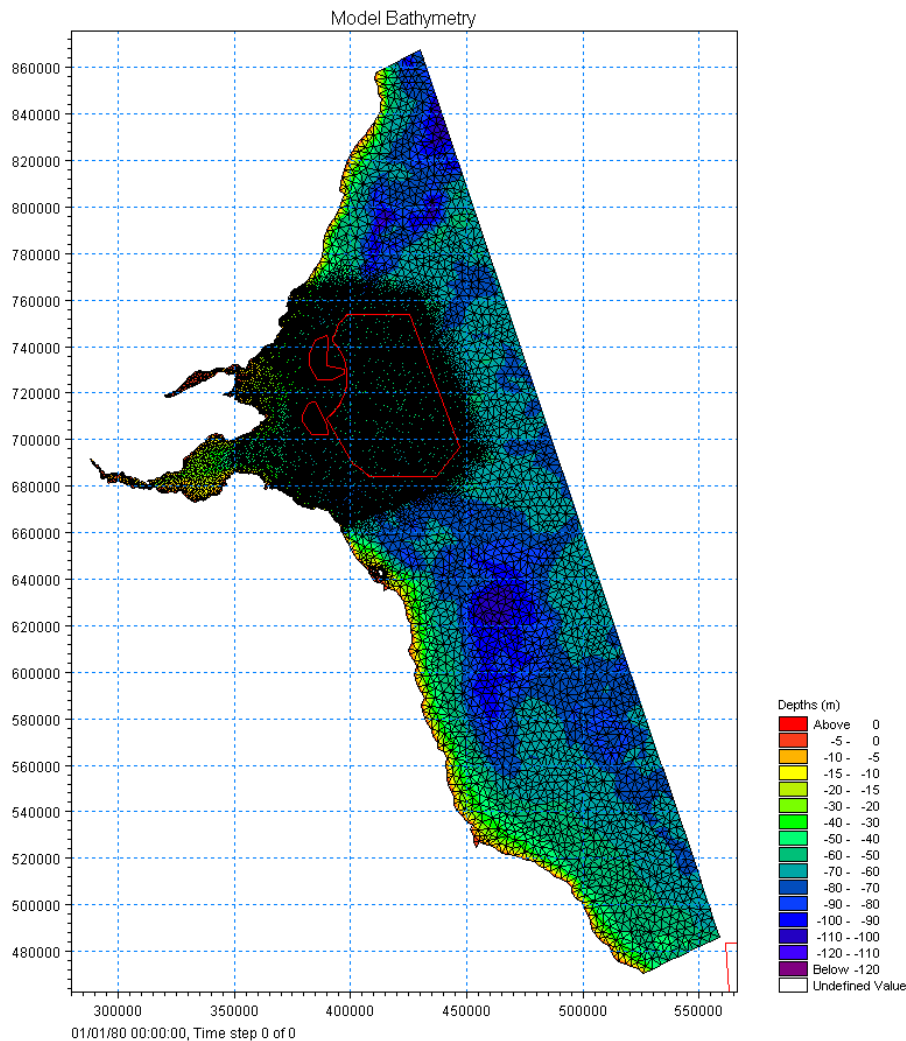 Model Bathymetry
860000
840000
820000
800000
780000
760000
740000
720000
700000
680000
660000
640000
620000
600000
580000
560000
540000
520000
500000
480000
300000 350000 400000 450000 500000 550000
01/01/80 00:00:00, Time step 0 of 0
Depths (m)
Above 0
-5 - 0
-10 - -5
-15 - -10
-20 - -15
-30 - -20
-40 - -30
-50 - -40
-60 - -50
-70 - -60
-80 - -70
-90 - -80
-100 - -90
-110 - -100
-120 - -110
Below -120
Undefined Value